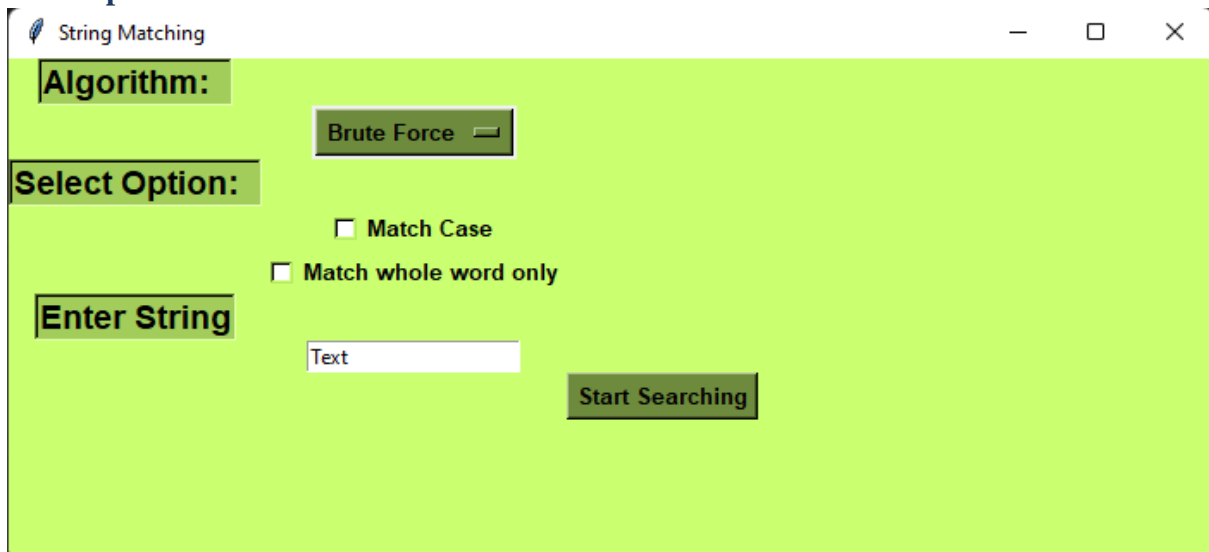 String Matching
Algorithm:
Brute Force
Select Option:
Match Case
Match whole word only
Enter String
Text
Start Searching